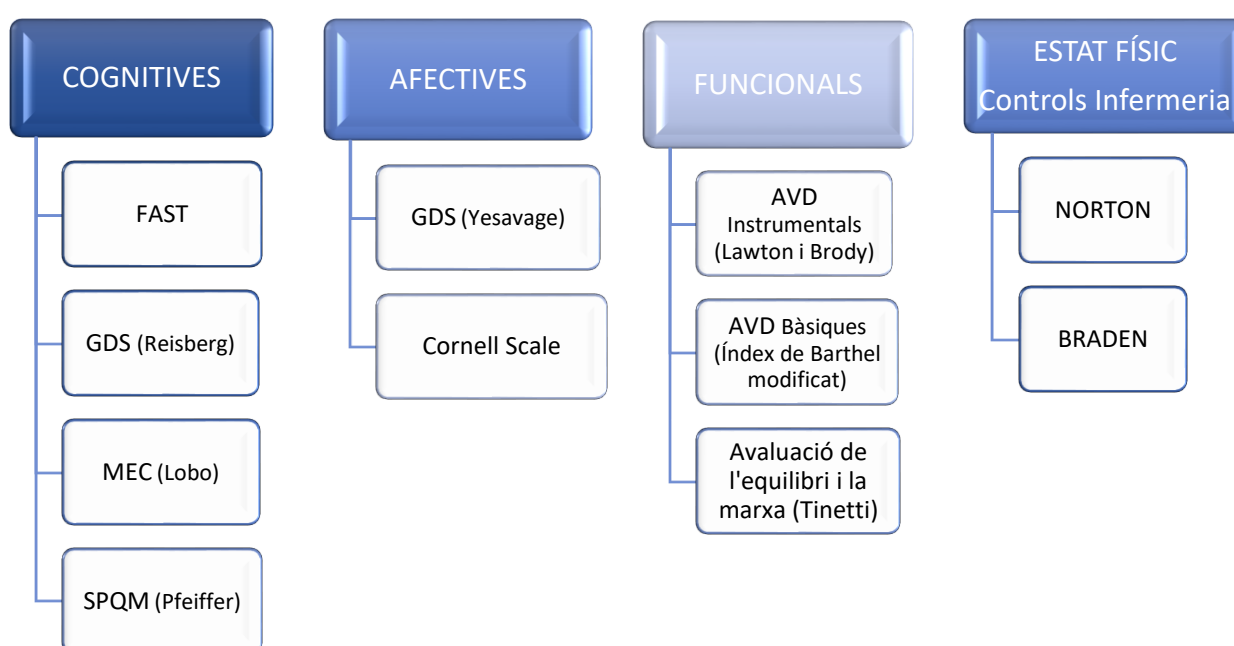 COGNITIVES
FAST
GDS (Reisberg)
MEC (Lobo)
SPQM (Pfeiffer)
AFECTIVES
GDS (Yesavage)
Cornell Scale
FUNCIONALS
AVD
Instrumentals
(Lawton i Brody)
AVD Bàsiques
(Índex de Barthel
modificat)
Avaluació de
l'equilibri i la
marxa (Tinetti)
ESTAT FÍSIC
Controls Infermeria
NORTON
BRADEN